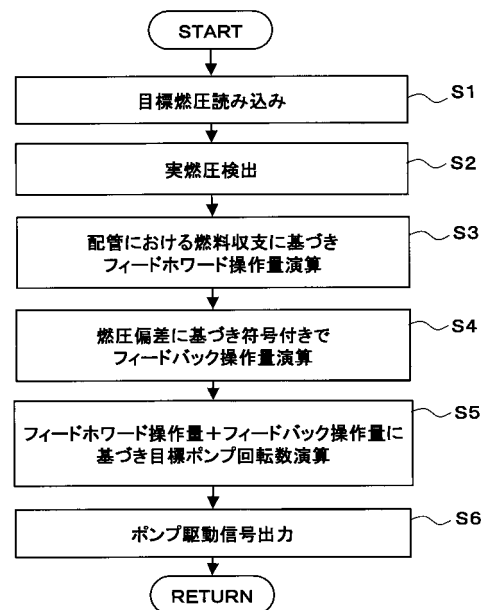 START
目標燃圧読み込み
S1
実燃圧検出
S2
配管における燃料収支に基づき
フィードホワード操作量演算
S3
燃圧偏差に基づき符号付きで
フィードバック操作量演算
S4
フィードホワード操作量＋フィードバック操作量に
基づき目標ポンプ回転数演算
S5
ポンプ駆動信号出力
S6
RETURN